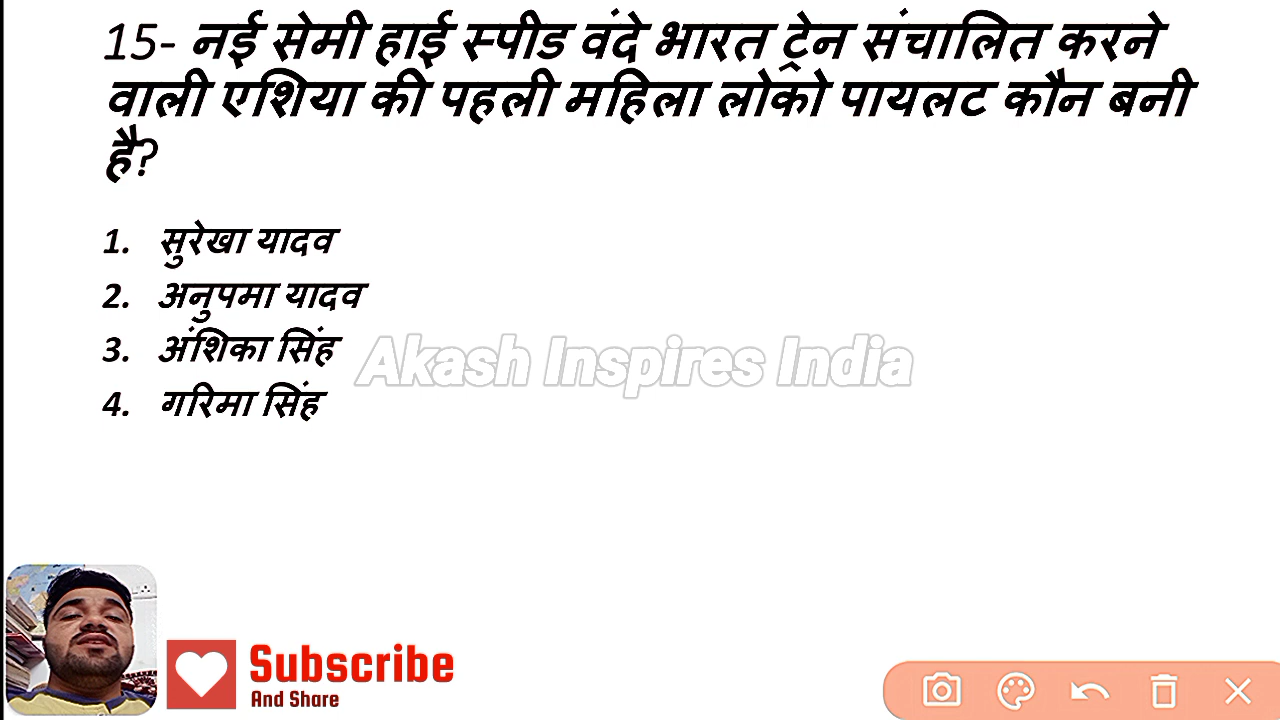 15- नई सेमी हाई स्पीड वंदे भारत ट्रेन संचालित करने
वाली एशिया की पहली महिला लोको पायलट कौन बनी
है?
1. सुरेखा यादव
2. अनुपमा यादव
3. अंशिका सिंह
4. गरिमा सिंह
Akash Inspires India
Subscribe
And Share